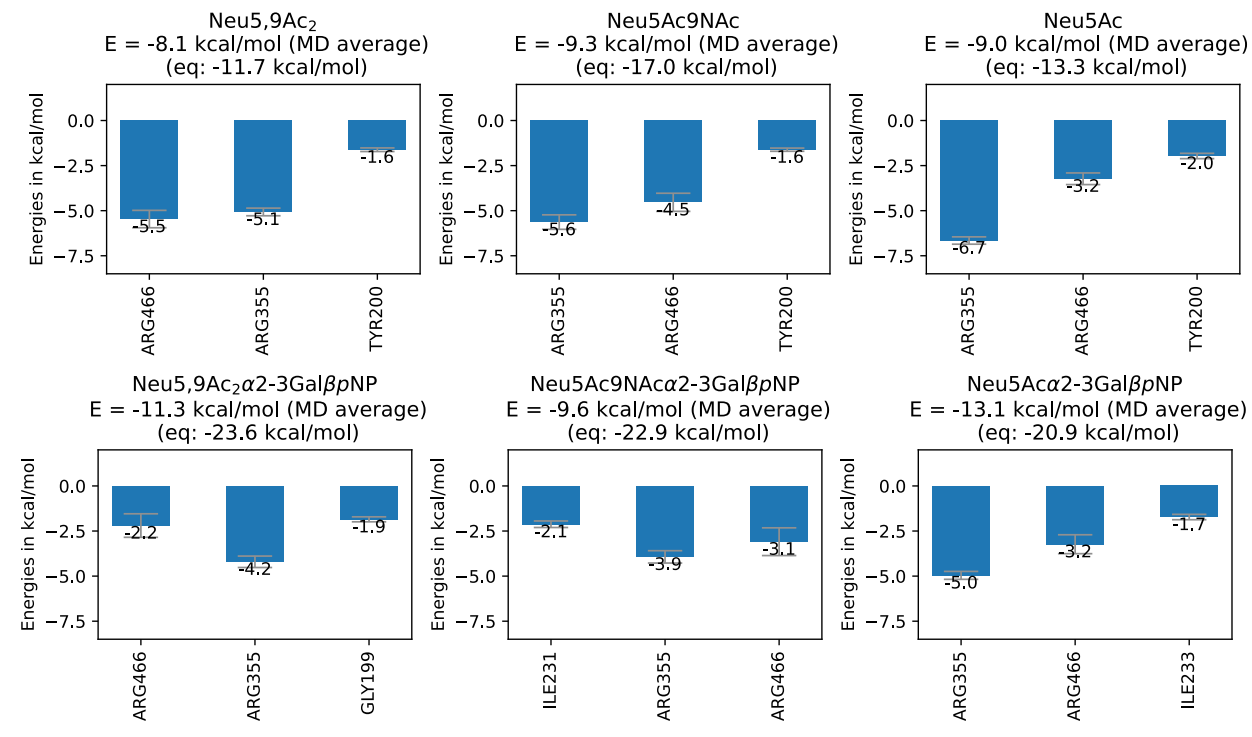 Neu5,9Ac₂
E = -8.1 kcal/mol (MD average)
(eq: -11.7 kcal/mol)
Energies in kcal/mol
0.0
−2.5
−5.0
−7.5
-5.5
-5.1
-1.6
ARG466
ARG355
TYR200
Neu5Ac9NAc
E = -9.3 kcal/mol (MD average)
(eq: -17.0 kcal/mol)
Energies in kcal/mol
0.0
−2.5
−5.0
−7.5
-5.6
-4.5
-1.6
ARG355
ARG466
TYR200
Neu5Ac
E = -9.0 kcal/mol (MD average)
(eq: -13.3 kcal/mol)
Energies in kcal/mol
0.0
−2.5
−5.0
−7.5
-6.7
-3.2
-2.0
ARG355
ARG466
TYR200
Neu5,9Ac₂α2-3GalβpNP
E = -11.3 kcal/mol (MD average)
(eq: -23.6 kcal/mol)
Energies in kcal/mol
0.0
−2.5
−5.0
−7.5
-2.2
-4.2
-1.9
ARG466
ARG355
GLY199
Neu5Ac9NAcα2-3GalβpNP
E = -9.6 kcal/mol (MD average)
(eq: -22.9 kcal/mol)
Energies in kcal/mol
0.0
−2.5
−5.0
−7.5
-2.1
-3.9
-3.1
ILE231
ARG355
ARG466
Neu5Acα2-3GalβpNP
E = -13.1 kcal/mol (MD average)
(eq: -20.9 kcal/mol)
Energies in kcal/mol
0.0
−2.5
−5.0
−7.5
-5.0
-3.2
-1.7
ARG355
ARG466
ILE233